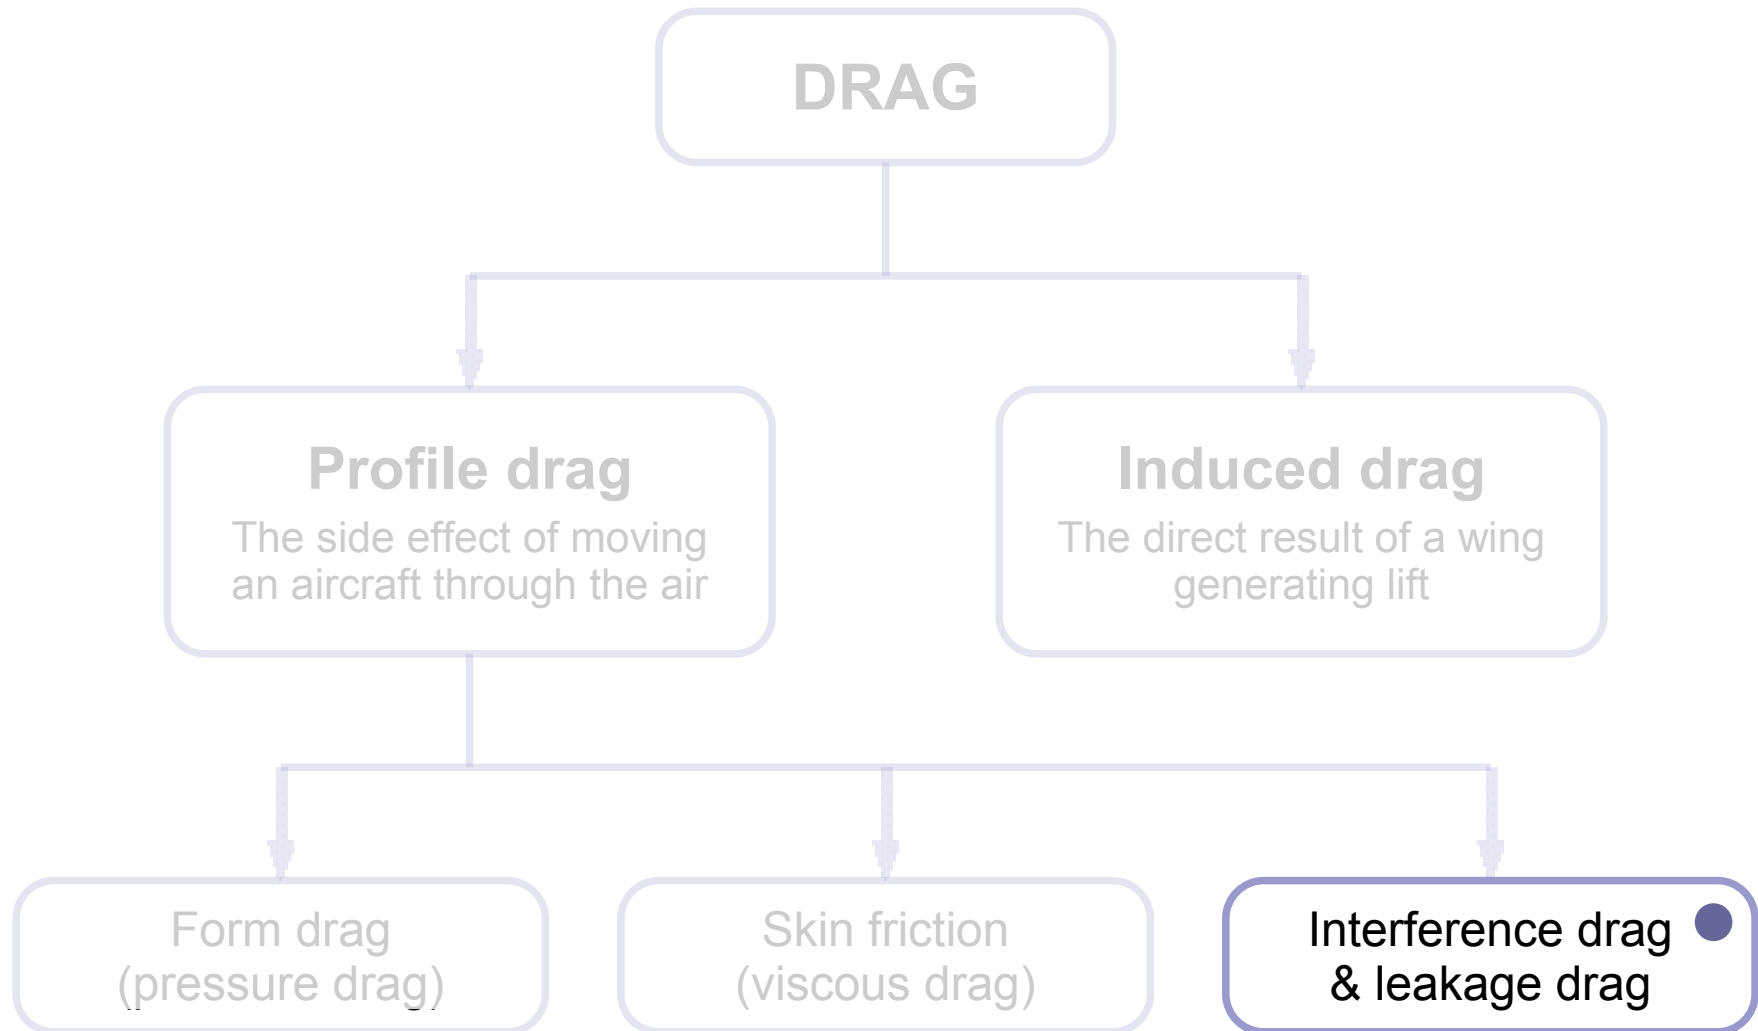 DRAG
Profile drag
The side effect of moving
an aircraft through the air
Induced drag
The direct result of a wing
generating lift
Form drag
(pressure drag)
Skin friction
(viscous drag)
Interference drag
& leakage drag